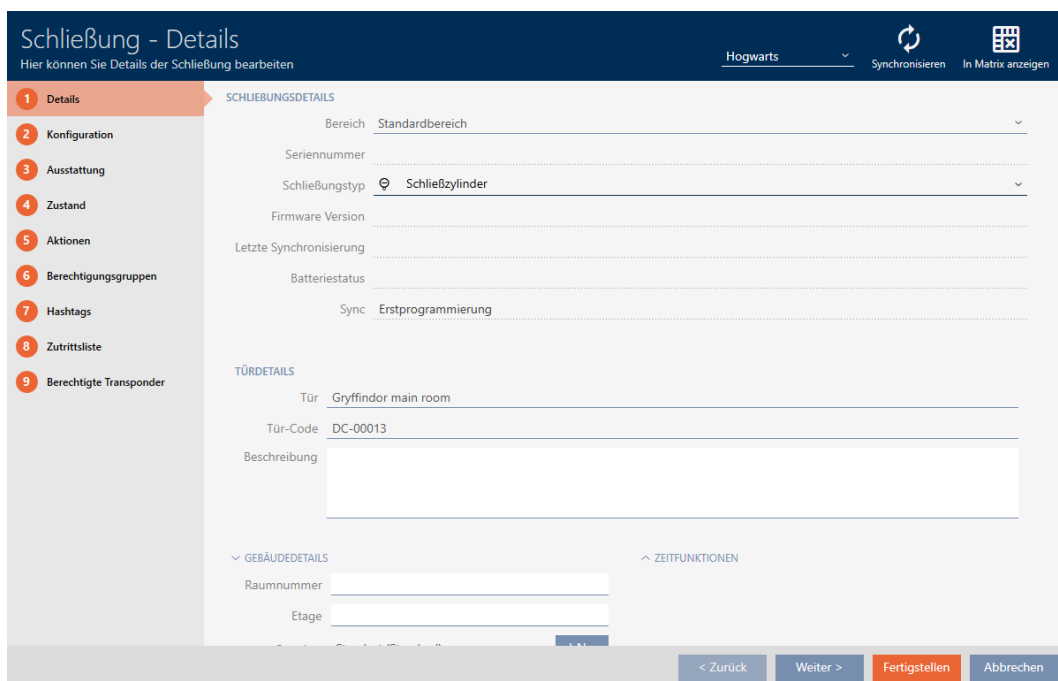 Schließung - Details
Hier können Sie Details der Schließung bearbeiten
Hogwarts
Synchronisieren
In Matrix anzeigen
1 Details
2 Konfiguration
3 Ausstattung
4 Zustand
5 Aktionen
6 Berechtigungsgruppen
7 Hashtags
8 Zutrittsliste
9 Berechtigte Transponder
SCHLIEßUNGSDETAILS
Bereich Standardbereich
Seriennummer
Schließungstyp Schließzylinder
Firmware Version
Letzte Synchronisierung
Batteriestatus
Sync Erstprogrammierung
TÜRDETAILS
Tür Gryffindor main room
Tür-Code DC-00013
Beschreibung
GEBÄUDEDETAILS
ZEITFUNKTIONEN
Raumnummer
Etage
< Zurück
Weiter >
Fertigstellen
Abbrechen